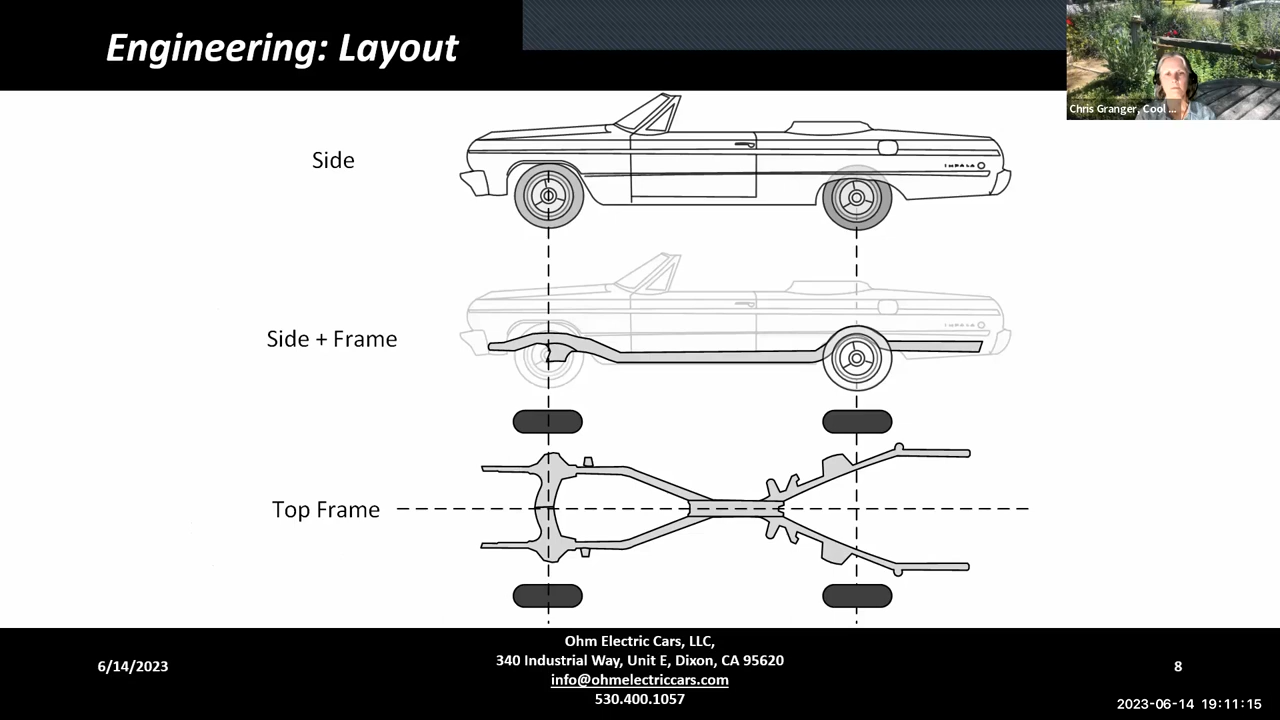 Engineering: Layout
Chris Granger, Cool ...
Side
IMPALA
Side + Frame
IMPALA
Top Frame
Ohm Electric Cars, LLC,
6/14/2023
340 Industrial Way, Unit E, Dixon, CA 95620
8
info@ohmelectriccars.com
530.400.1057
2023-06-14 19:11:15